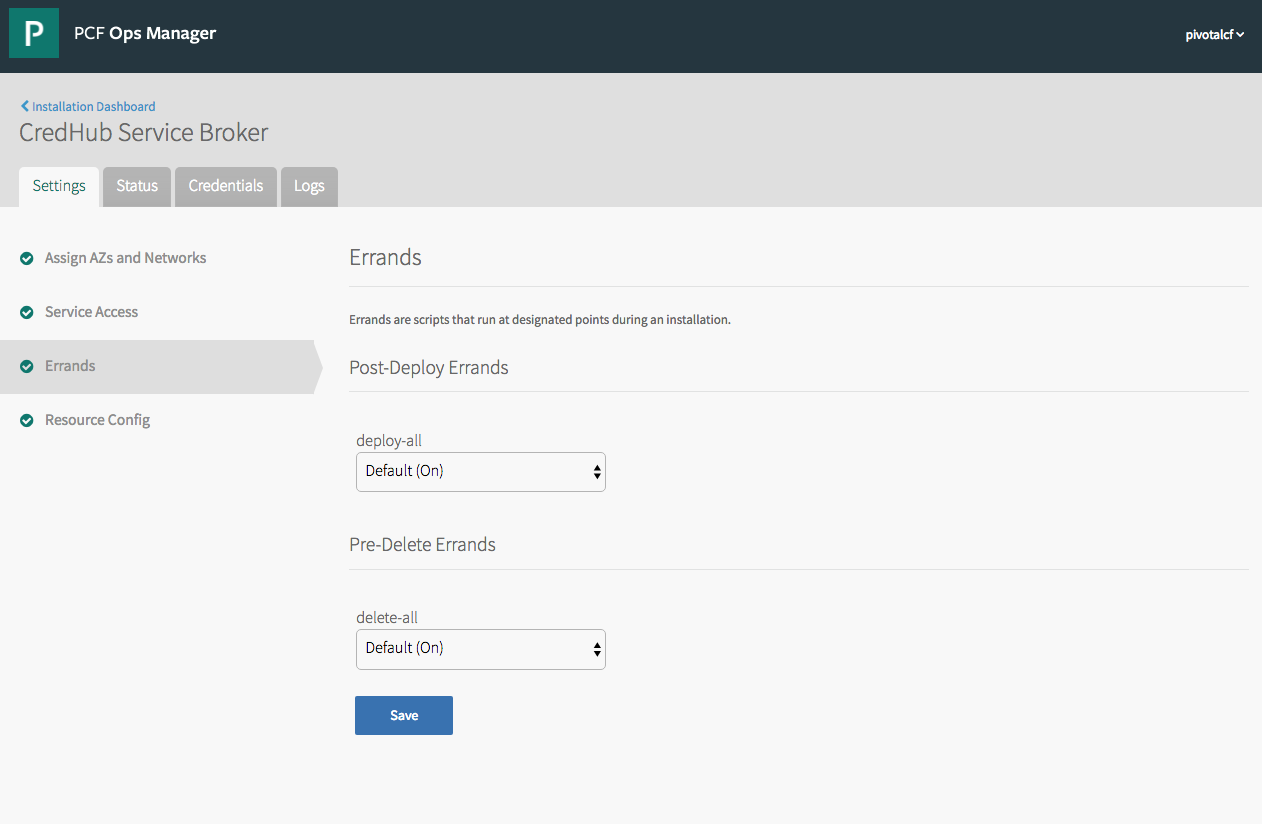 P
PCF Ops Manager
pivotalcf
Installation Dashboard
CredHub Service Broker
Settings
Status
Credentials
Logs
Assign AZs and Networks
Service Access
Errands
Resource Config
Errands
Errands are scripts that run at designated points during an installation.
Post-Deploy Errands
deploy-all
Default (On)
Pre-Delete Errands
delete-all
Default (On)
Save